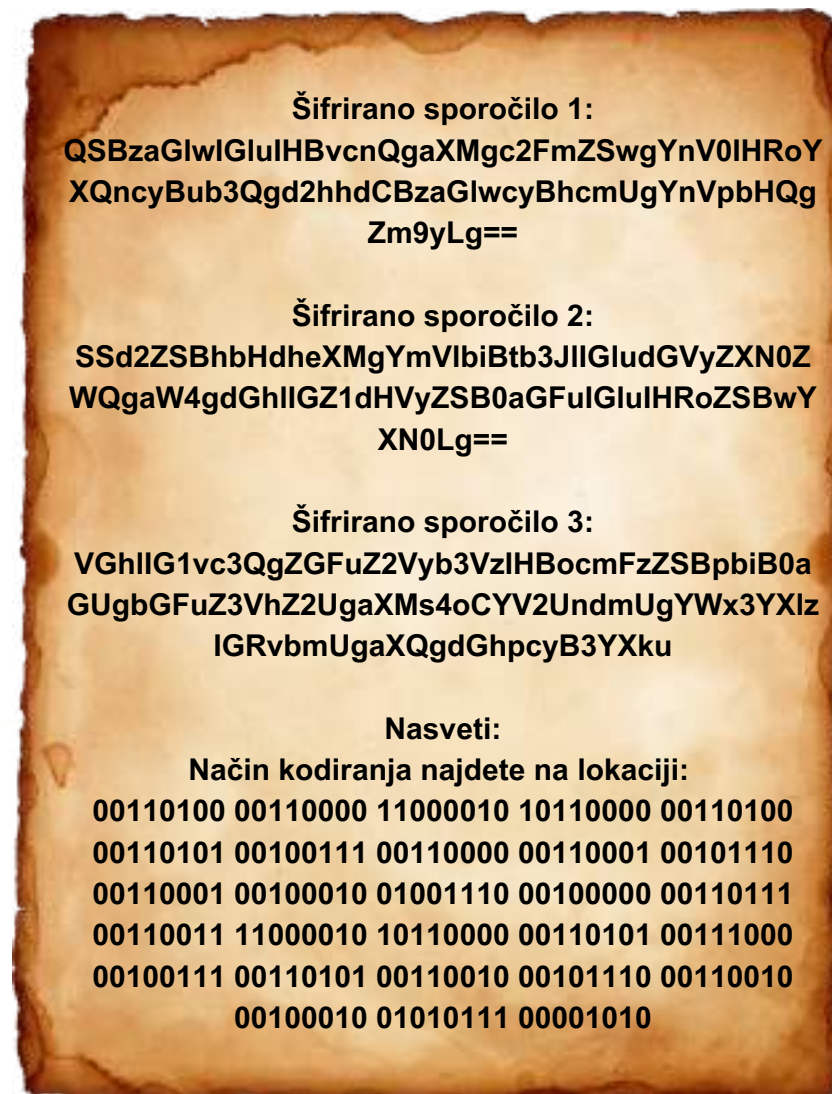 Šifrirano sporočilo 1:
QSBzaGlwIGluIHBvcnQgaXMgc2FmZSwgYnV0IHRoY
XQncyBub3Qgd2hhdCBzaGlwcyBhcmUgYnVpbHQg
Zm9yLg==
Šifrirano sporočilo 2:
SSd2ZSBhbHdheXMgYmVlbiBtb3JlIGludGVyZXN0Z
WQgaW4gdGhlIGZ1dHVyZSB0aGFuIGluIHRoZSBwY
XN0Lg==
Šifrirano sporočilo 3:
VGhlIG1vc3QgZGFuZ2Vyb3VzIHBocmFzZSBpbiB0a
GUgbGFuZ3VhZ2UgaXMs4oCYV2UndmUgYWx3YXlz
IGRvbmUgaXQgdGhpcyB3YXku
Nasveti:
Način kodiranja najdete na lokaciji:
00110100 00110000 11000010 10110000 00110100
00110101 00100111 00110000 00110001 00101110
00110001 00100010 01001110 00100000 00110111
00110011 11000010 10110000 00110101 00111000
00100111 00110101 00110010 00101110 00110010
00100010 01010111 00001010